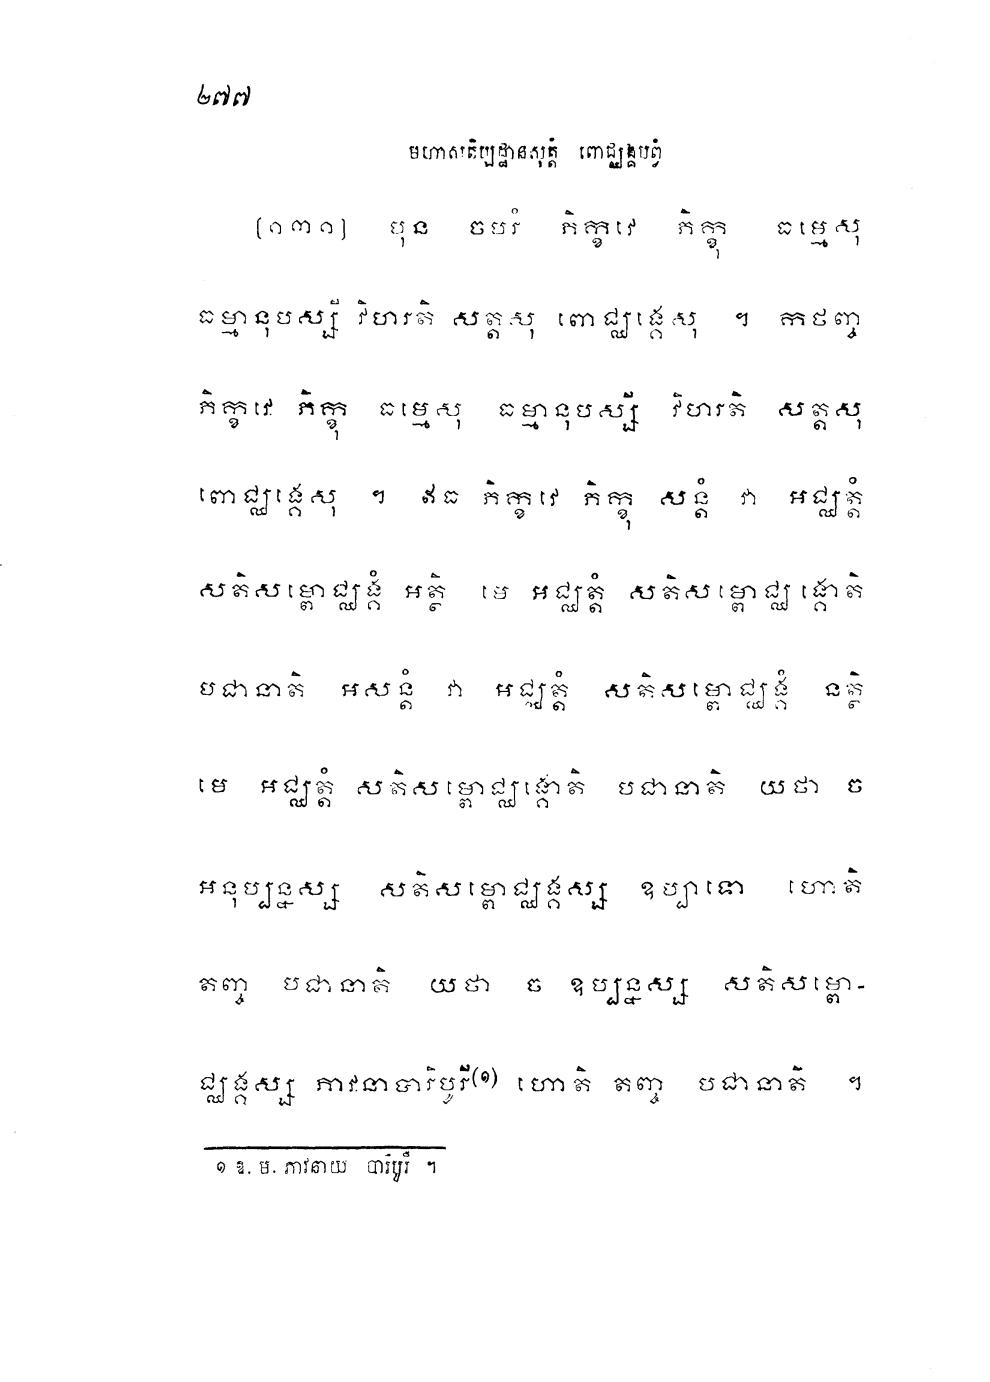 ២៧៧
មហាសតិប្បដ្ឋានសុត្តំ ពោជ្ឈង្គបព្វំ
[១៣១] បុន ចបរំ ភិក្ខវេ ភិក្ខុ ធម្មេសុ
ធម្មានុបស្សី វិហរតិ សត្តសុ ពោជ្ឈង្គេសុ ។ កថញ្ច
ភិក្ខវេ ភិក្ខុ ធម្មេសុ ធម្មានុបស្សី វិហរតិ សត្តសុ
ពោជ្ឈង្គេសុ ។ ឥធ ភិក្ខវេ ភិក្ខុ សន្តំ វា អជ្ឈត្តំ
សតិសម្ពោជ្ឈង្គំ អត្ថិ មេ អជ្ឈត្តំ សតិសម្ពោជ្ឈង្គោតិ
បជានាតិ អសន្តំ វា អជ្ឈត្តំ សតិសម្ពោជ្ឈង្គំ នត្ថិ
មេ អជ្ឈត្តំ សតិសម្ពោជ្ឈង្គោតិ បជានាតិ យថា ច
អនុប្បន្នស្ស សតិសម្ពោជ្ឈង្គស្ស ឧប្បាទោ ហោតិ
តញ្ច បជានាតិ យថា ច ឧប្បន្នស្ស សតិសម្ពោ-
ជ្ឈង្គស្ស ភាវនាបារិបូរី(១) ហោតិ តញ្ច បជានាតិ ។
១ ឱ. ម. ភាវនាយ បារិបូរី ។